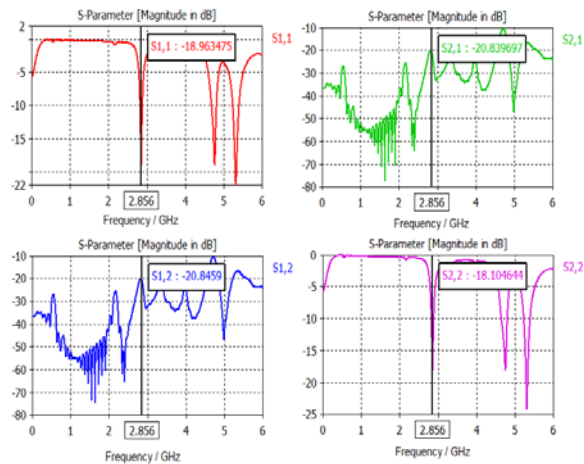 S-Parameter [Magnitude in dB]
2
-5
-10
-15
-22
S1,1 : -18.963475
S1,1
0 1 2 3 4 5 6
2.856
Frequency / GHz
S-Parameter [Magnitude in dB]
-10
-20
-30
-40
-50
-60
-70
-80
S2,1 : -20.839697
S2,1
0 1 2 3 4 5 6
2.856
Frequency / GHz
S-Parameter [Magnitude in dB]
-10
-20
-30
-40
-50
-60
-70
-80
S1,2 : -20.8459
S1,2
0 1 2 3 4 5 6
2.856
Frequency / GHz
S-Parameter [Magnitude in dB]
0
-5
-10
-15
-20
-25
S2,2 : -18.104644
S2,2
0 1 2 3 4 5 6
2.856
Frequency / GHz